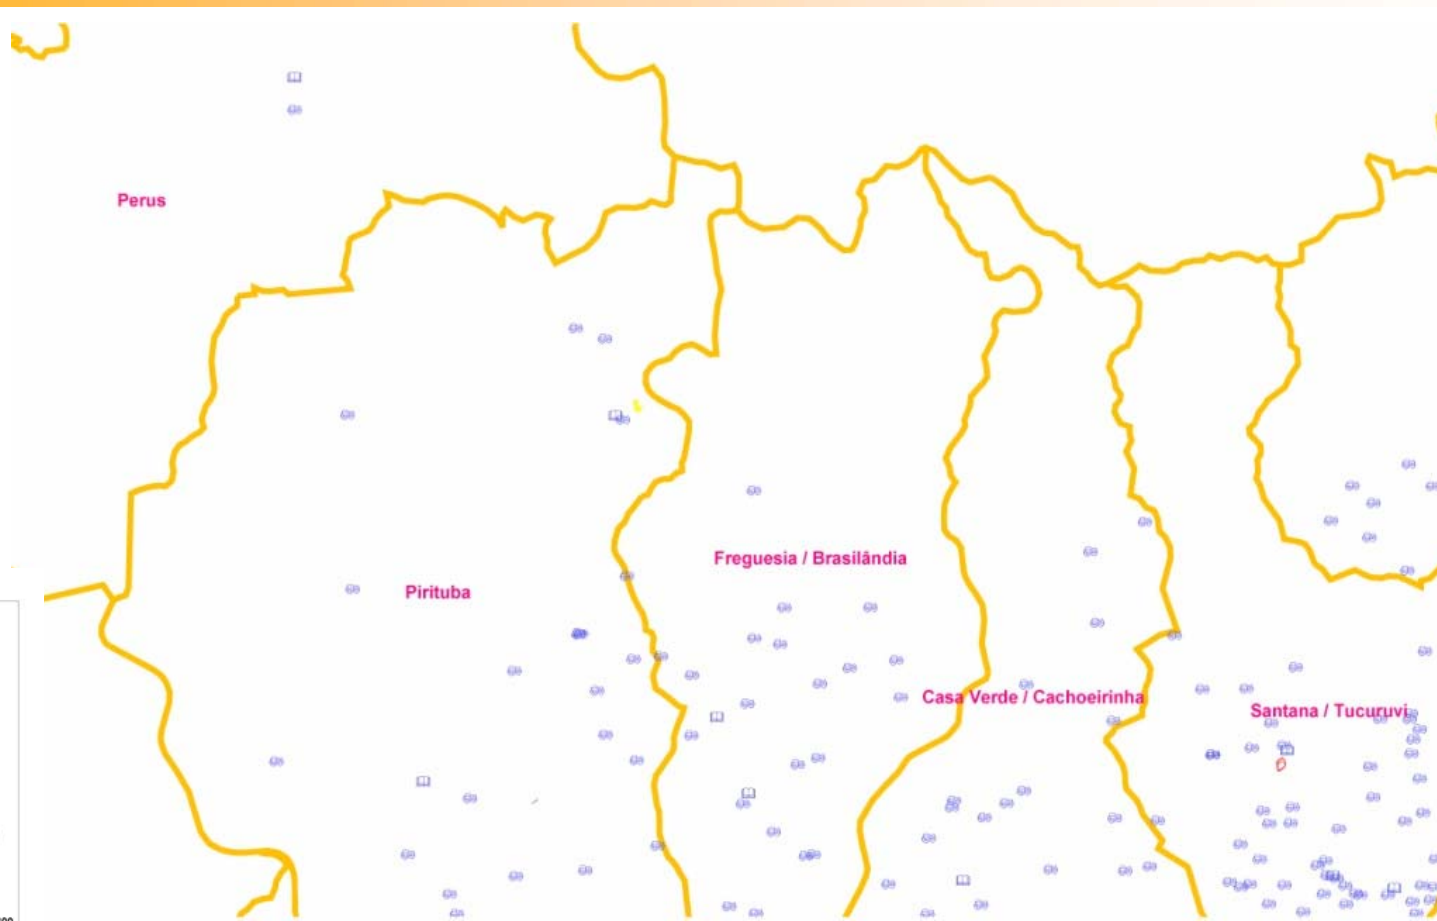 Perus
Freguesia / Brasilândia
Pirituba
Casa Verde / Cachoeirinha
Santana / Tucuruvi